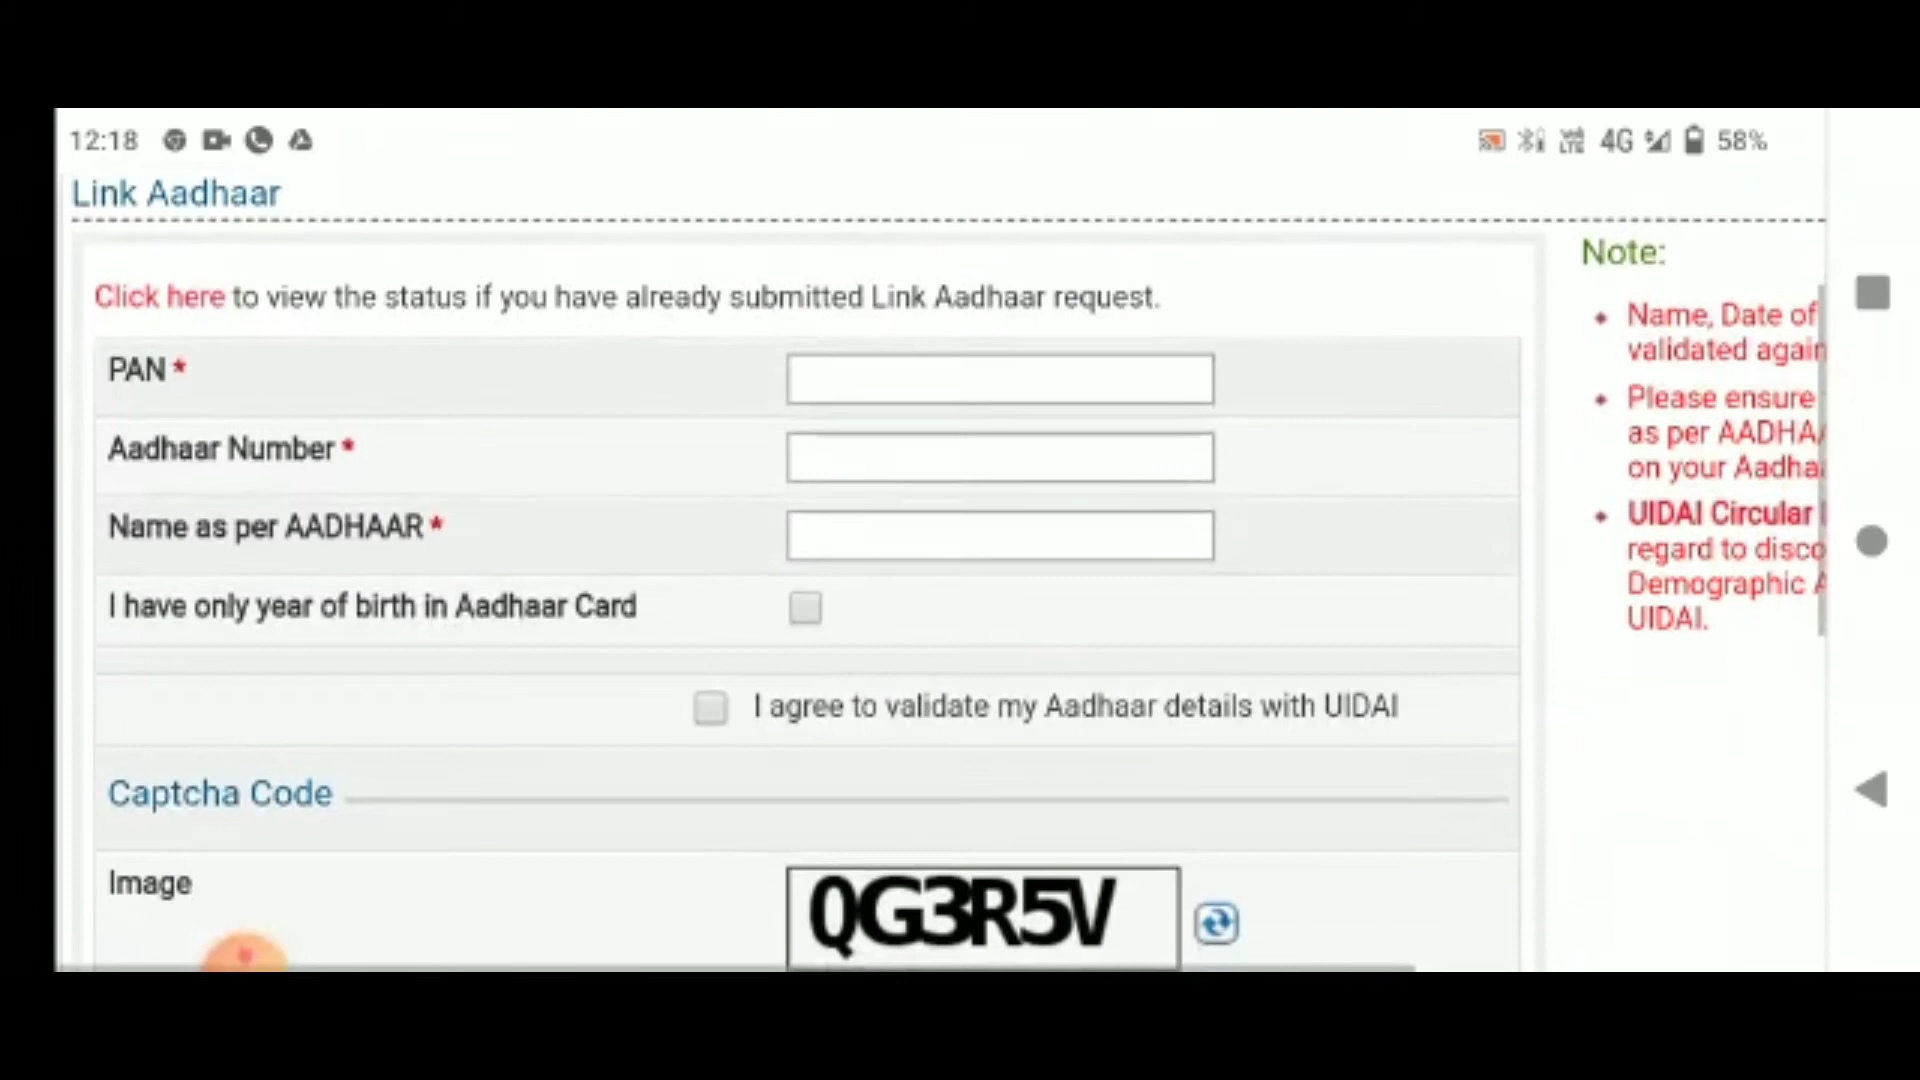 12:18
4G 58%
Link Aadhaar
Click here to view the status if you have already submitted Link Aadhaar request.
PAN *
Aadhaar Number *
Name as per AADHAAR *
I have only year of birth in Aadhaar Card
I agree to validate my Aadhaar details with UIDAI
Captcha Code
Image
QG3R5V
Note:
Name, Date of
validated again
Please ensure
as per AADHA
on your Aadha
UIDAI Circular
regard to disco
Demographic A
UIDAI.